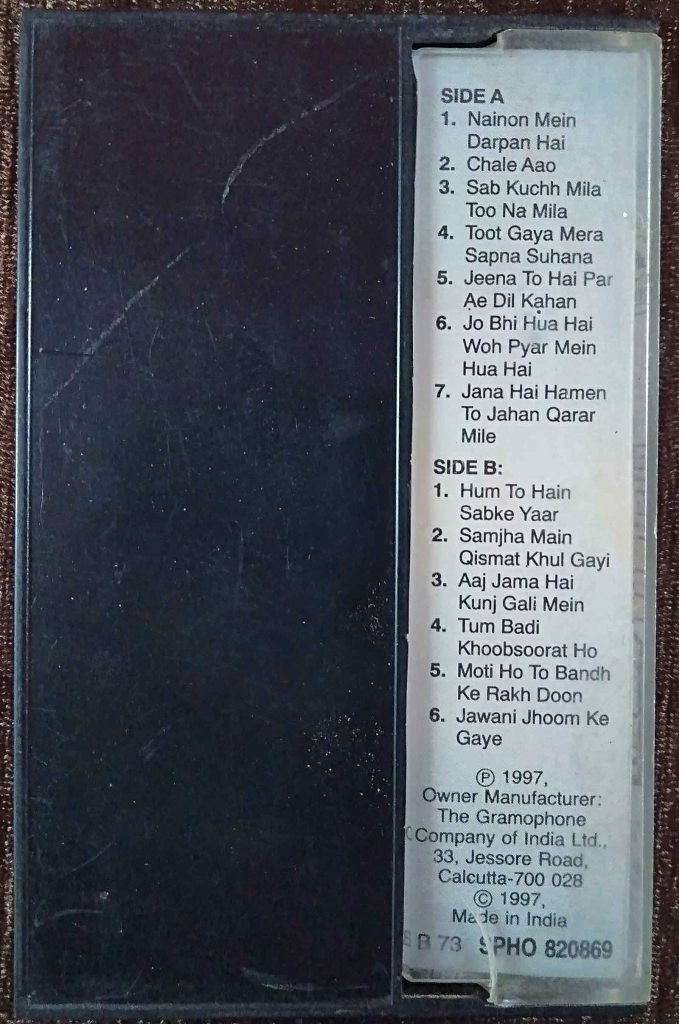 SIDE A
1. Nainon Mein
Darpan Hai
2. Chale Aao
3. Sab Kuchh Mila
Too Na Mila
4. Toot Gaya Mera
Sapna Suhana
5. Jeena To Hai Par
Ae Dil Kahan
6. Jo Bhi Hua Hai
Woh Pyar Mein
Hua Hai
7. Jana Hai Hamen
To Jahan Qarar
Mile
SIDE B:
1. Hum To Hain
Sabke Yaar
2. Samjha Main
Qismat Khul Gayi
3. Aaj Jama Hai
Kunj Gali Mein
4. Tum Badi
Khoobsoorat Ho
5. Moti Ho To Bandh
Ke Rakh Doon
6. Jawani Jhoom Ke
Gaye
℗ 1997,
Owner Manufacturer:
The Gramophone
Company of India Ltd.,
33, Jessore Road,
Calcutta-700 028
© 1997,
Made in India
B 73 SPHO 820869